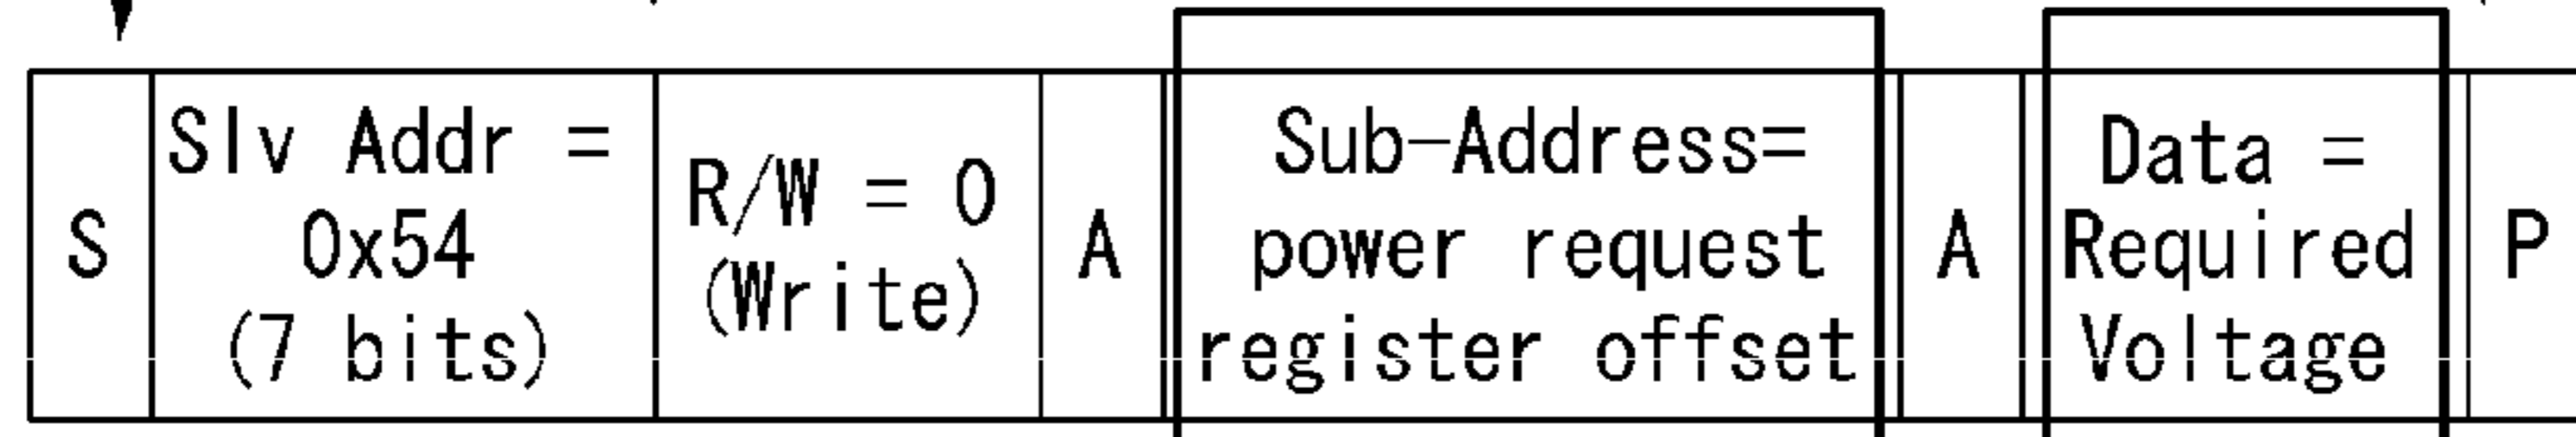 S
Slv Addr =
0x54
(7 bits)
R/W = 0
(Write)
A
Sub-Address=
power request
register offset
A
Data =
Required
Voltage
P